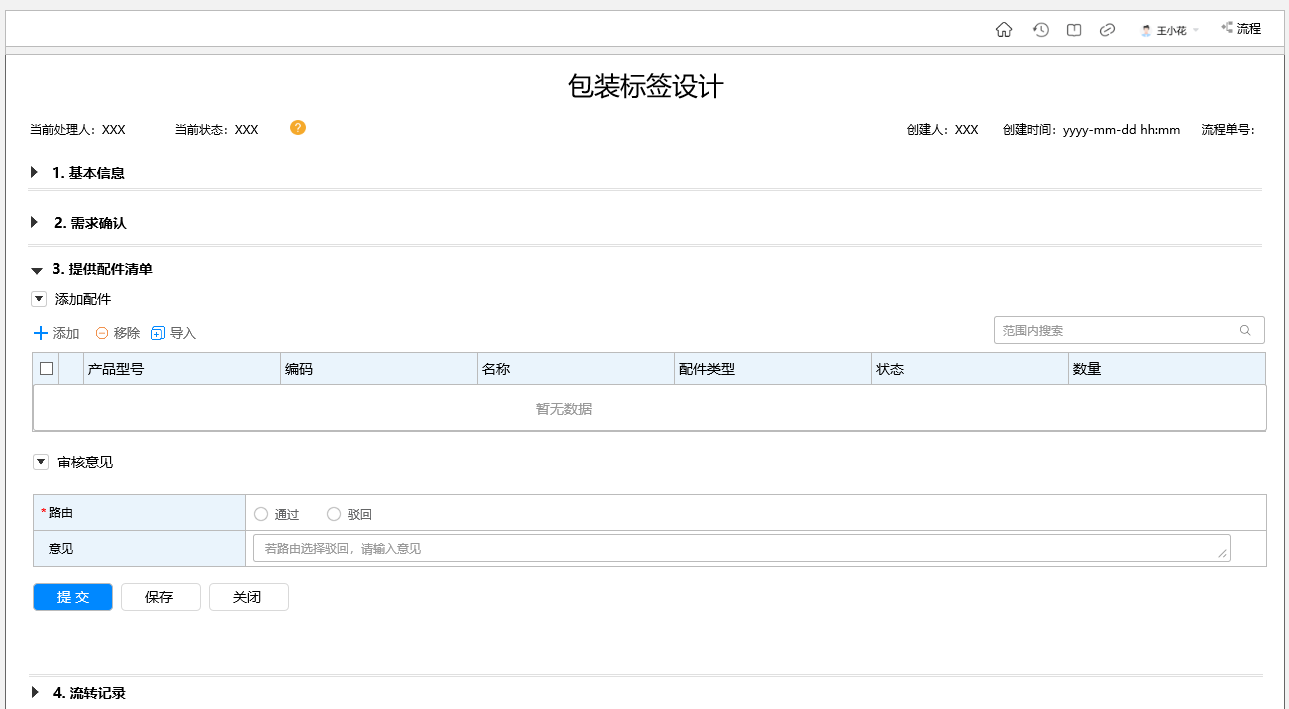 王小花 流程
包装标签设计
当前处理人：XXX 当前状态：XXX ? 创建人：XXX 创建时间：yyyy-mm-dd hh:mm 流程单号：
1. 基本信息
2. 需求确认
3. 提供配件清单
添加配件
添加 移除 导入 范围内搜索
产品型号 编码 名称 配件类型 状态 数量
暂无数据
审核意见
*路由 通过 驳回
意见 若路由选择驳回，请输入意见
提 交 保存 关闭
4. 流转记录